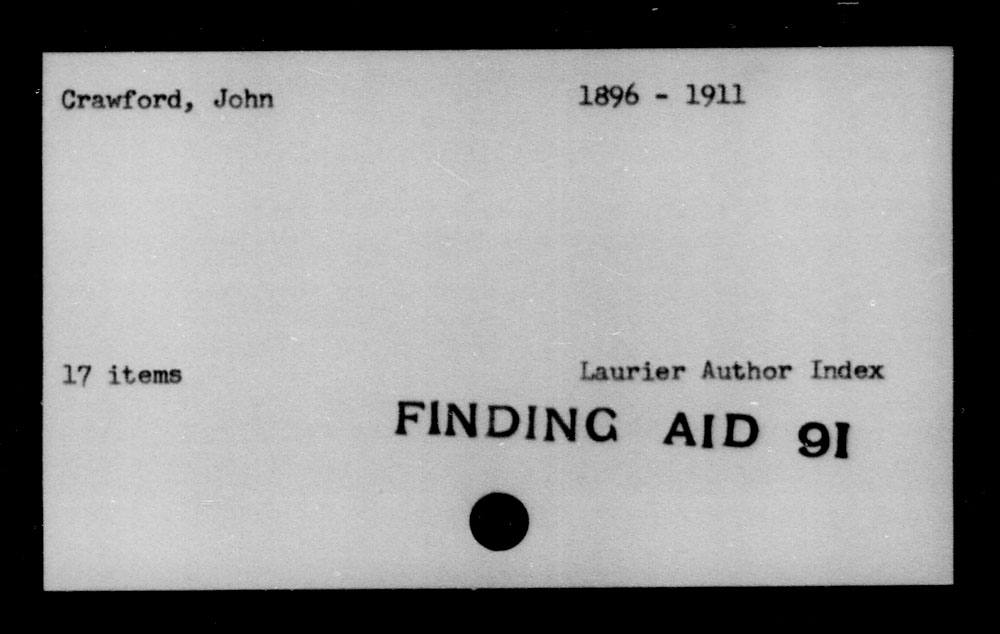 Crawford, John 1896 - 1911
17 items Laurier Author Index
FINDING AID 91